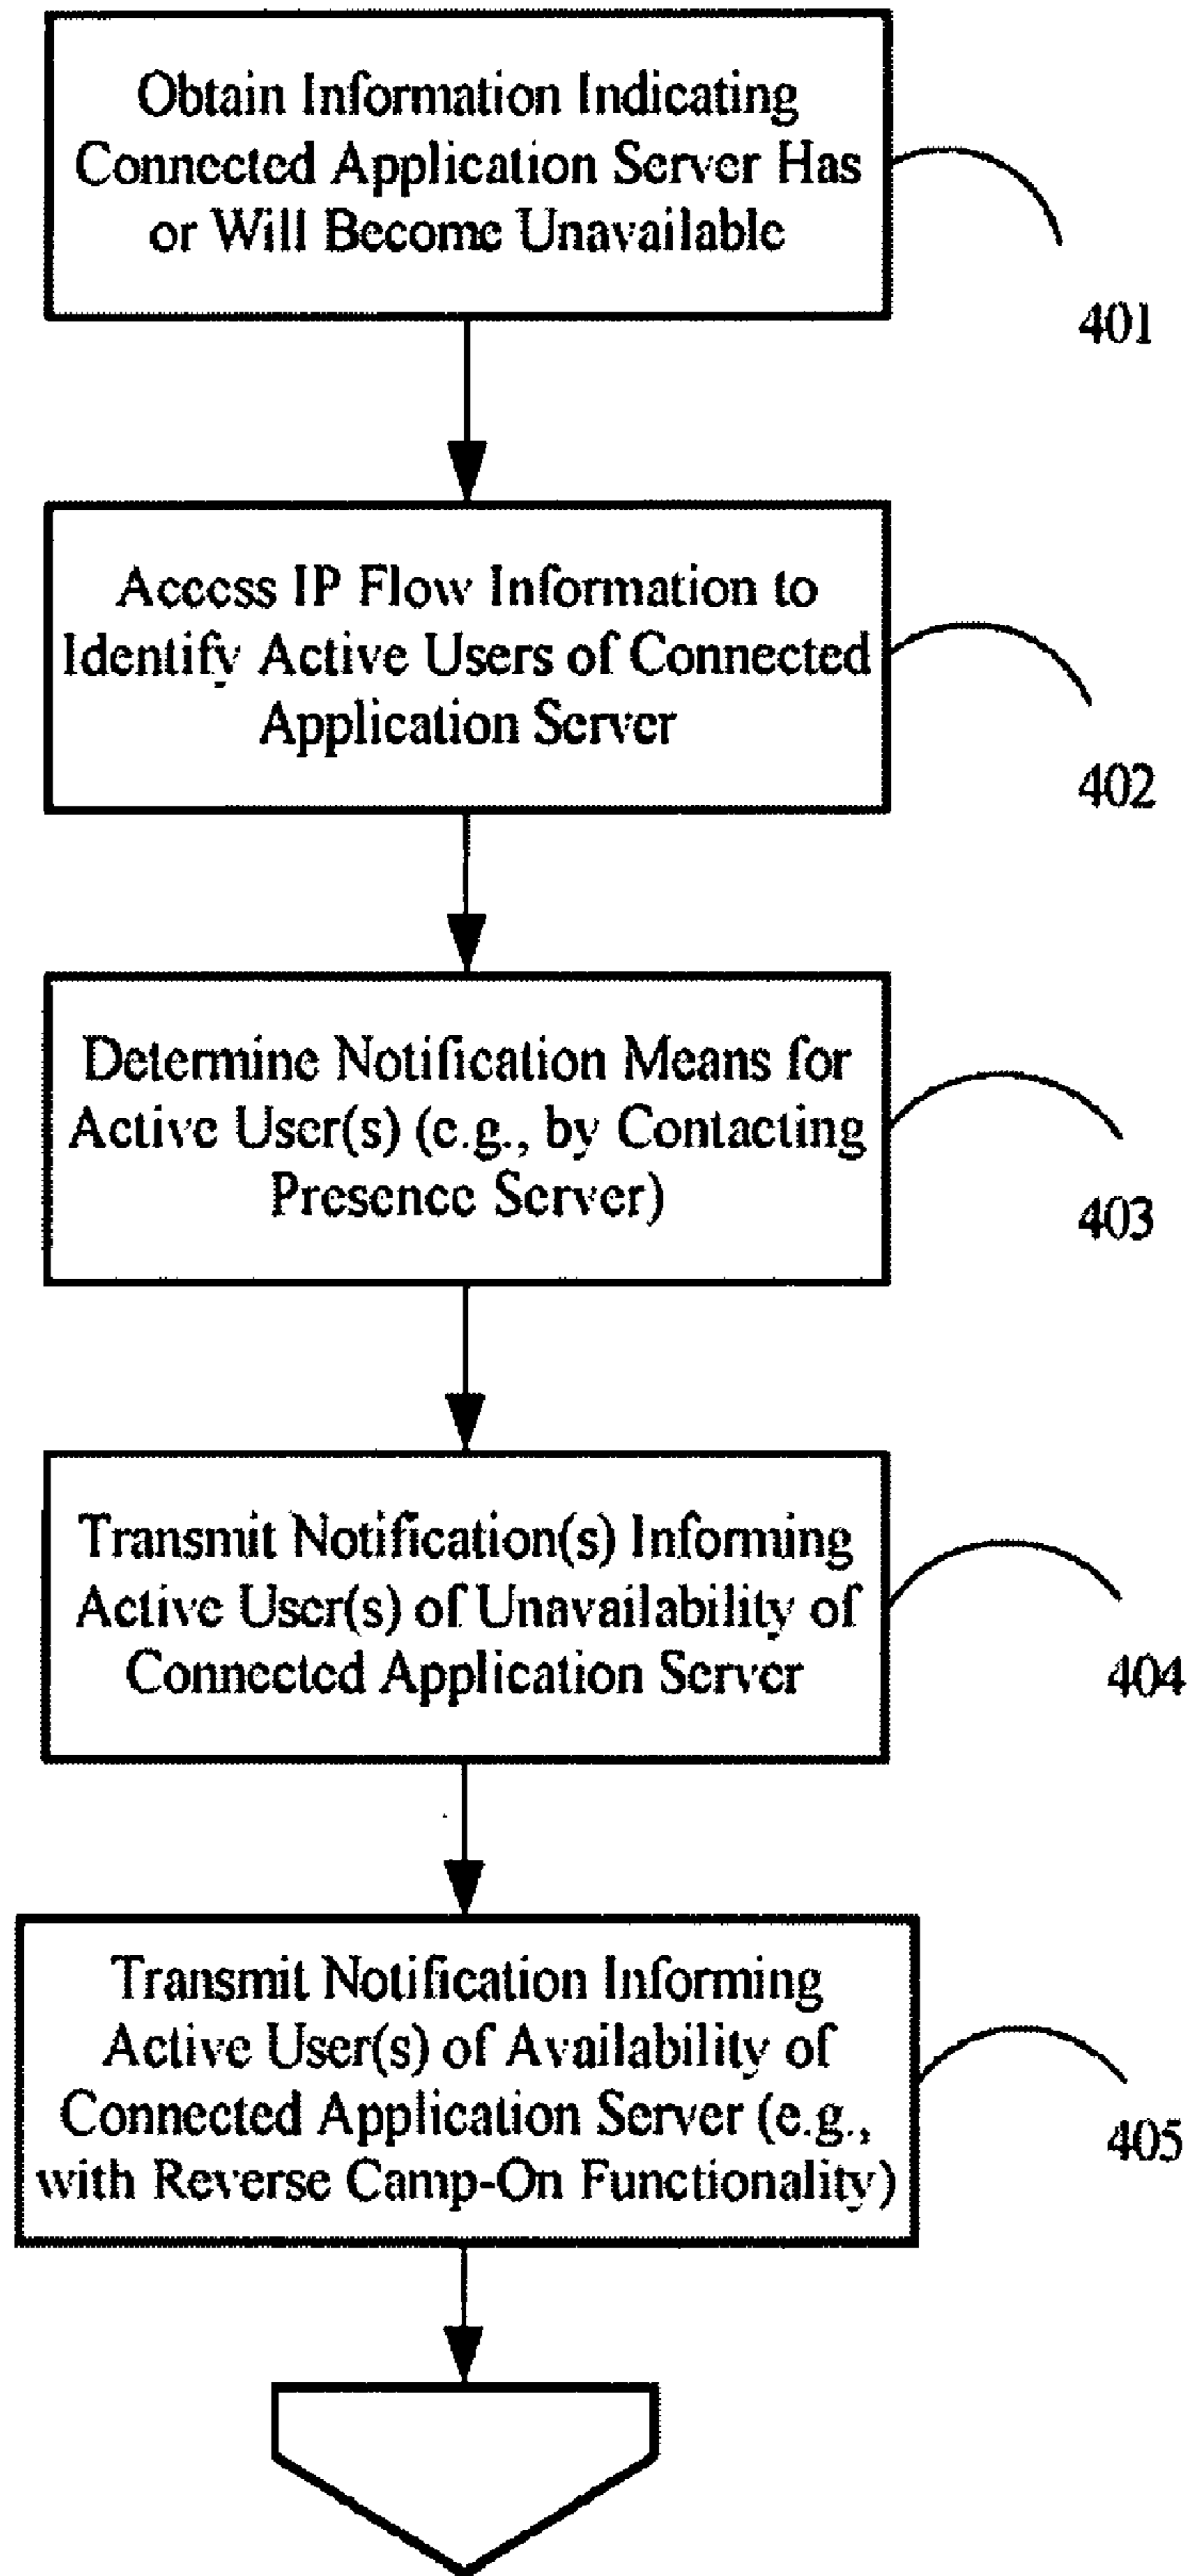 Obtain Information Indicating
Connected Application Server Has
or Will Become Unavailable
401
Access IP Flow Information to
Identify Active Users of Connected
Application Server
402
Determine Notification Means for
Active User(s) (e.g., by Contacting
Presence Server)
403
Transmit Notification(s) Informing
Active User(s) of Unavailability of
Connected Application Server
404
Transmit Notification Informing
Active User(s) of Availability of
Connected Application Server (e.g.,
with Reverse Camp-On Functionality)
405